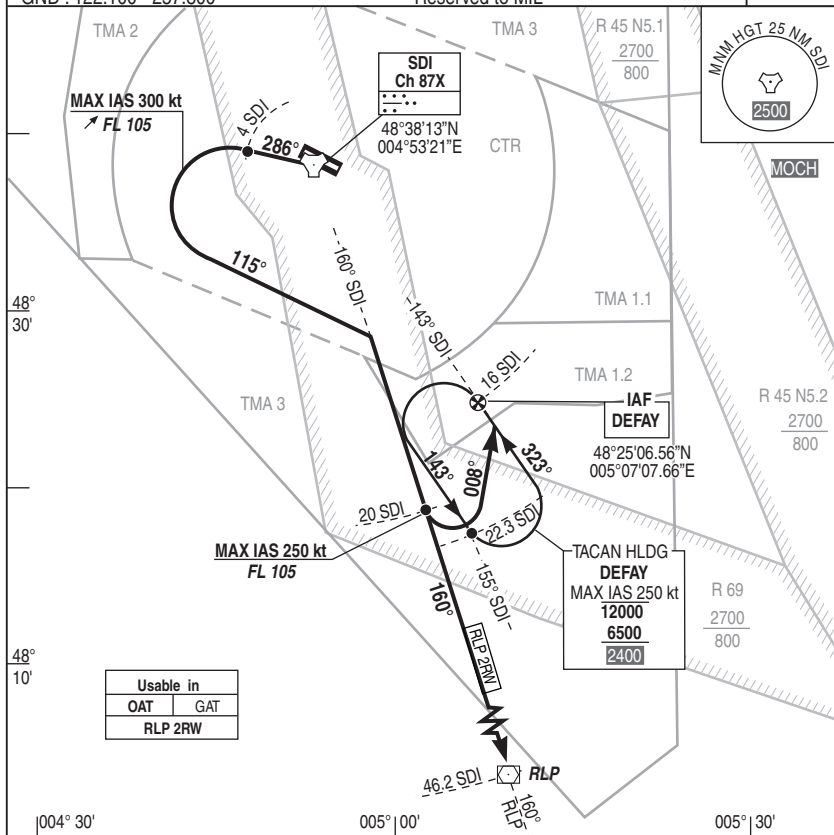 GND : 122.100 - 257.800
Reserved to MIL
TMA 2
TMA 3
R 45 N5.1
2700
800
MNM HGT 25 NM SDI
2500
MAX IAS 300 kt
FL 105
SDI
Ch 87X
48°38'13"N
004°53'21"E
4 SDI
286°
CTR
MOCH
115°
160° SDI
48°
30'
143° SDI
16 SDI
TMA 1.1
TMA 1.2
TMA 3
IAF
DEFAY
48°25'06.56"N
005°07'07.66"E
R 45 N5.2
2700
800
143°
008°
323°
20 SDI
22.3 SDI
MAX IAS 250 kt
FL 105
155° SDI
TACAN HLDG
DEFAY
MAX IAS 250 kt
12000
6500
2400
R 69
2700
800
160°
RLP 2RW
48°
10'
Usable in
OAT GAT
RLP 2RW
46.2 SDI
RLP
160°
RLP
004° 30'
005° 00'
005° 30'